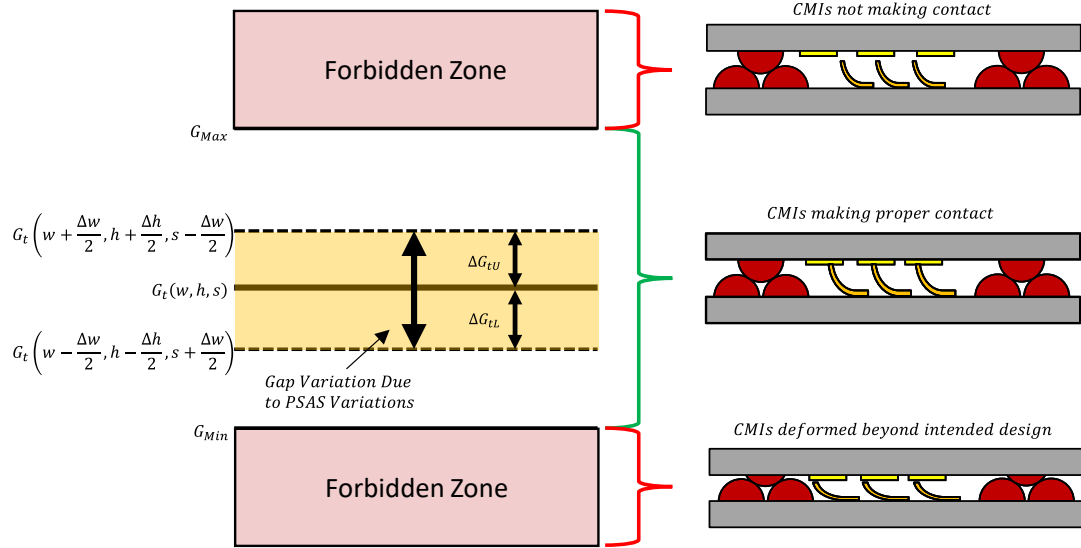 CMIs not making contact
Forbidden Zone
G_Max
G_t(w + Δw/2, h + Δh/2, s − Δw/2)
CMIs making proper contact
ΔG_tU
G_t(w, h, s)
ΔG_tL
G_t(w − Δw/2, h − Δh/2, s + Δw/2)
Gap Variation Due
to PSAS Variations
G_Min
CMIs deformed beyond intended design
Forbidden Zone